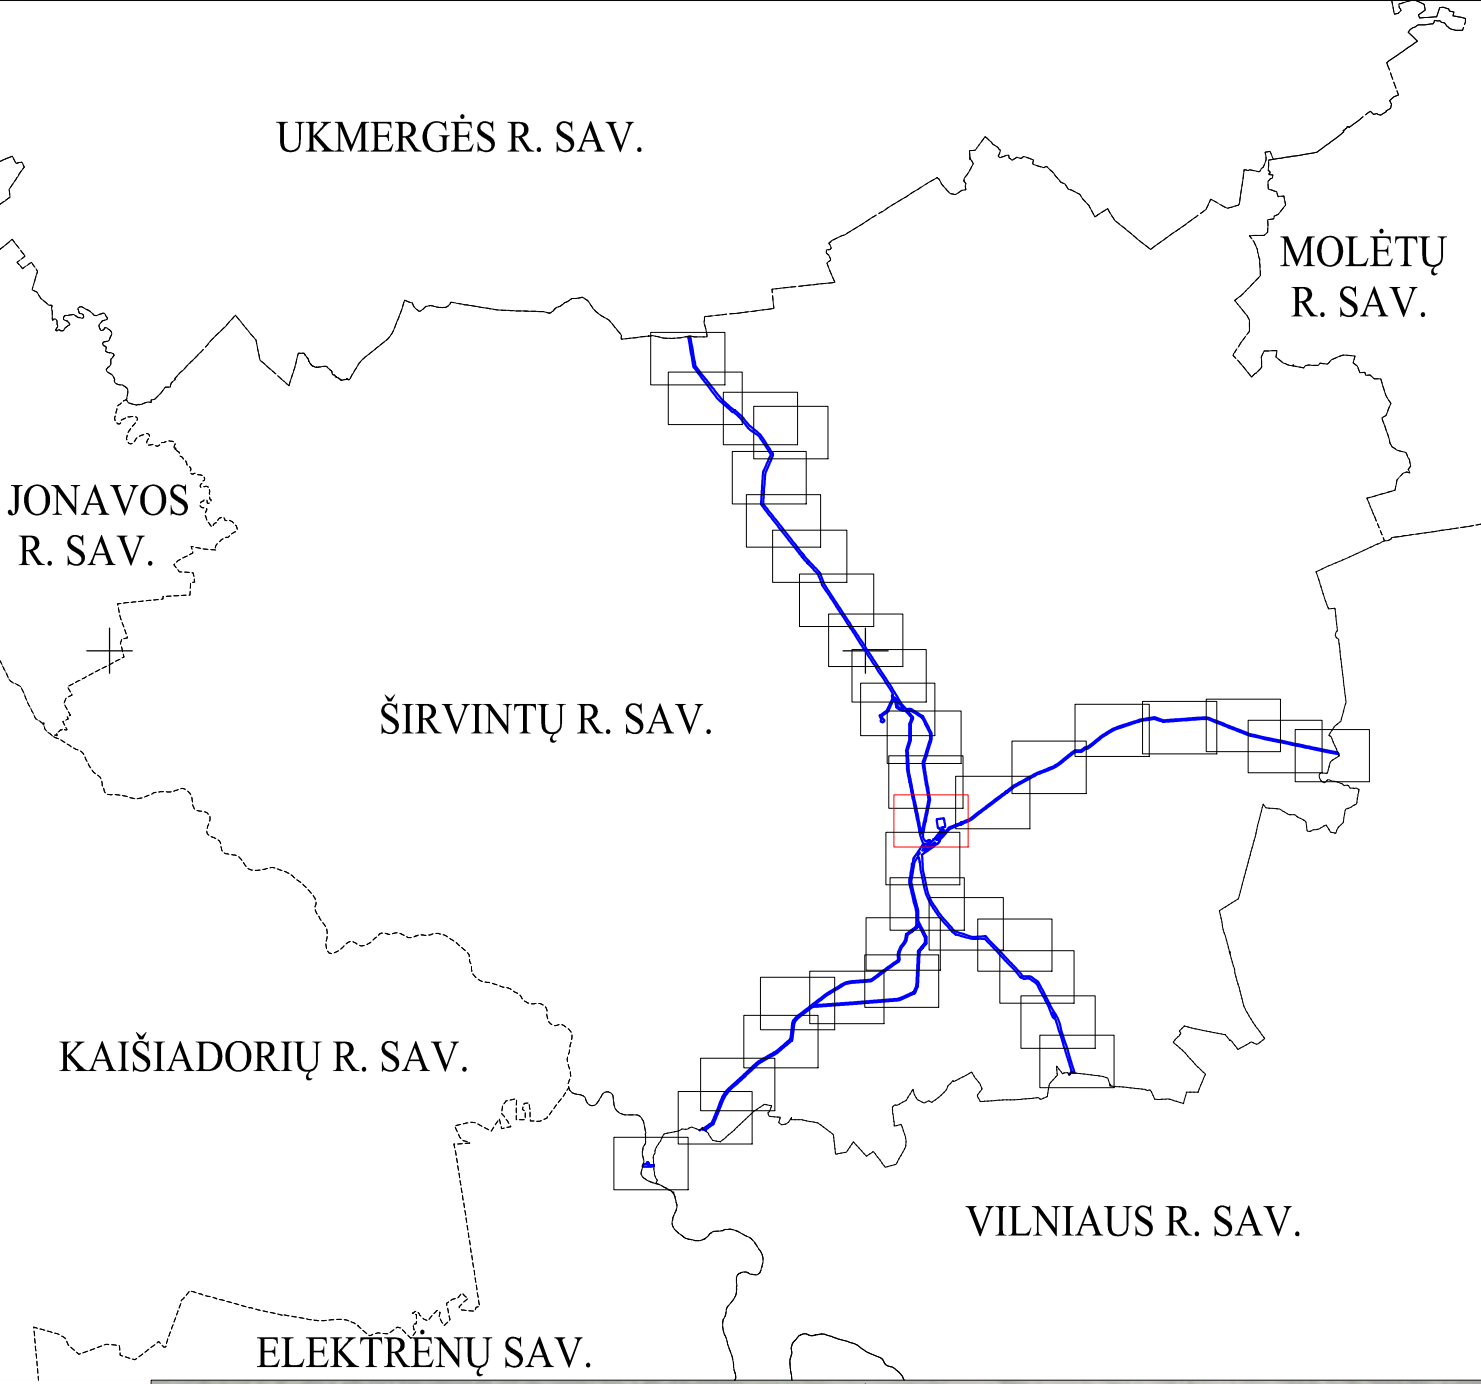 UKMERGĖS R. SAV.
MOLĖTŲ
R. SAV.
JONAVOS
R. SAV.
ŠIRVINTŲ R. SAV.
KAIŠIADORIŲ R. SAV.
VILNIAUS R. SAV.
ELEKTRĖNŲ SAV.